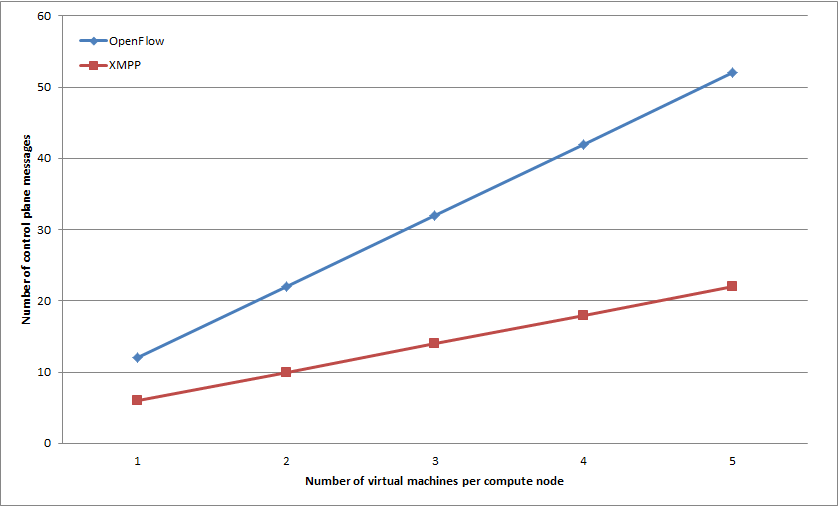 60
OpenFlow
XMPP
50
40
30
20
10
0
Number of control plane messages
1 2 3 4 5
Number of virtual machines per compute node